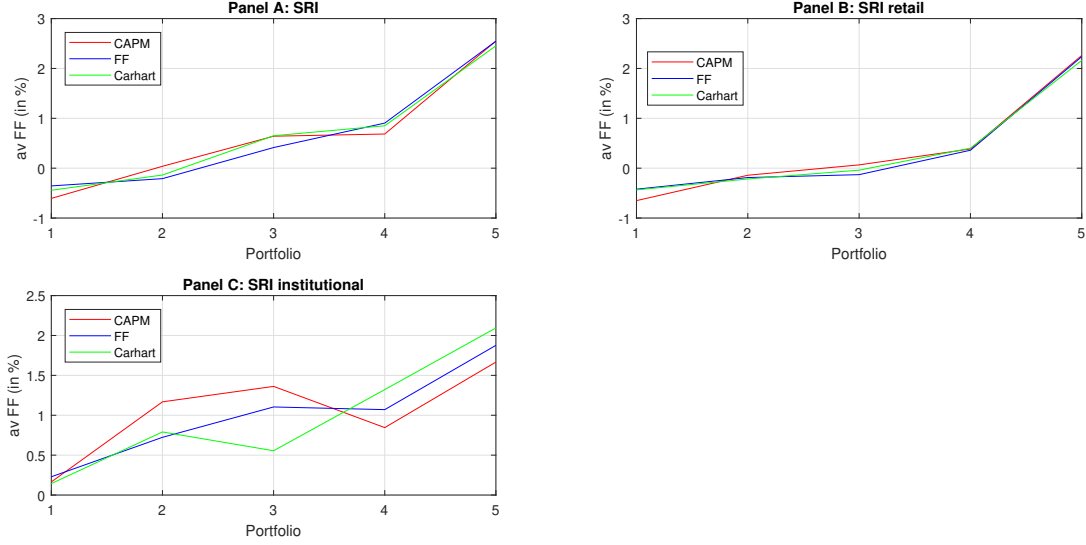 Panel A: SRI
3
2
1
0
-1
av FF (in %)
CAPM
FF
Carhart
1
2
3
4
5
Portfolio
Panel B: SRI retail
3
2
1
0
-1
av FF (in %)
CAPM
FF
Carhart
1
2
3
4
5
Portfolio
Panel C: SRI institutional
2.5
2
1.5
1
0.5
0
av FF (in %)
CAPM
FF
Carhart
1
2
3
4
5
Portfolio